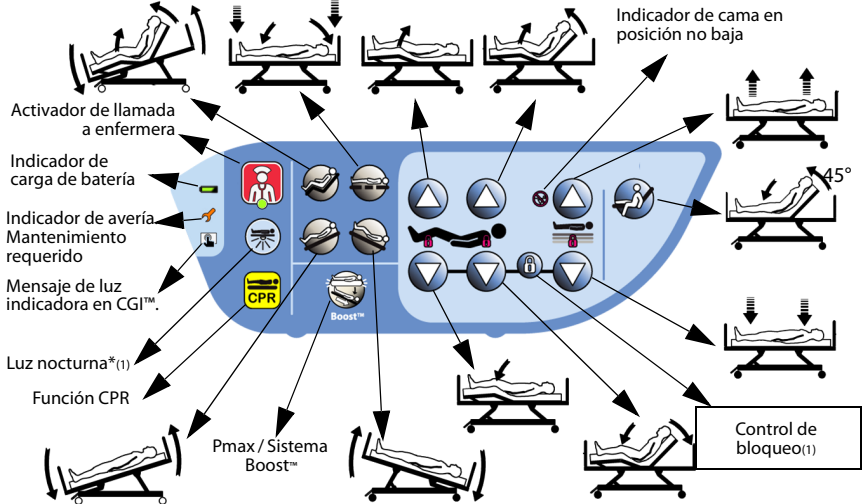 Indicador de cama en
posición no baja
Activador de llamada
a enfermera
Indicador de
carga de batería
Indicador de avería
Mantenimiento
requerido
Mensaje de luz
indicadora en CGI™.
Luz nocturna*(1)
Función CPR
CPR
Boost™
45°
Pmax / Sistema
Boost™
Control de
bloqueo(1)